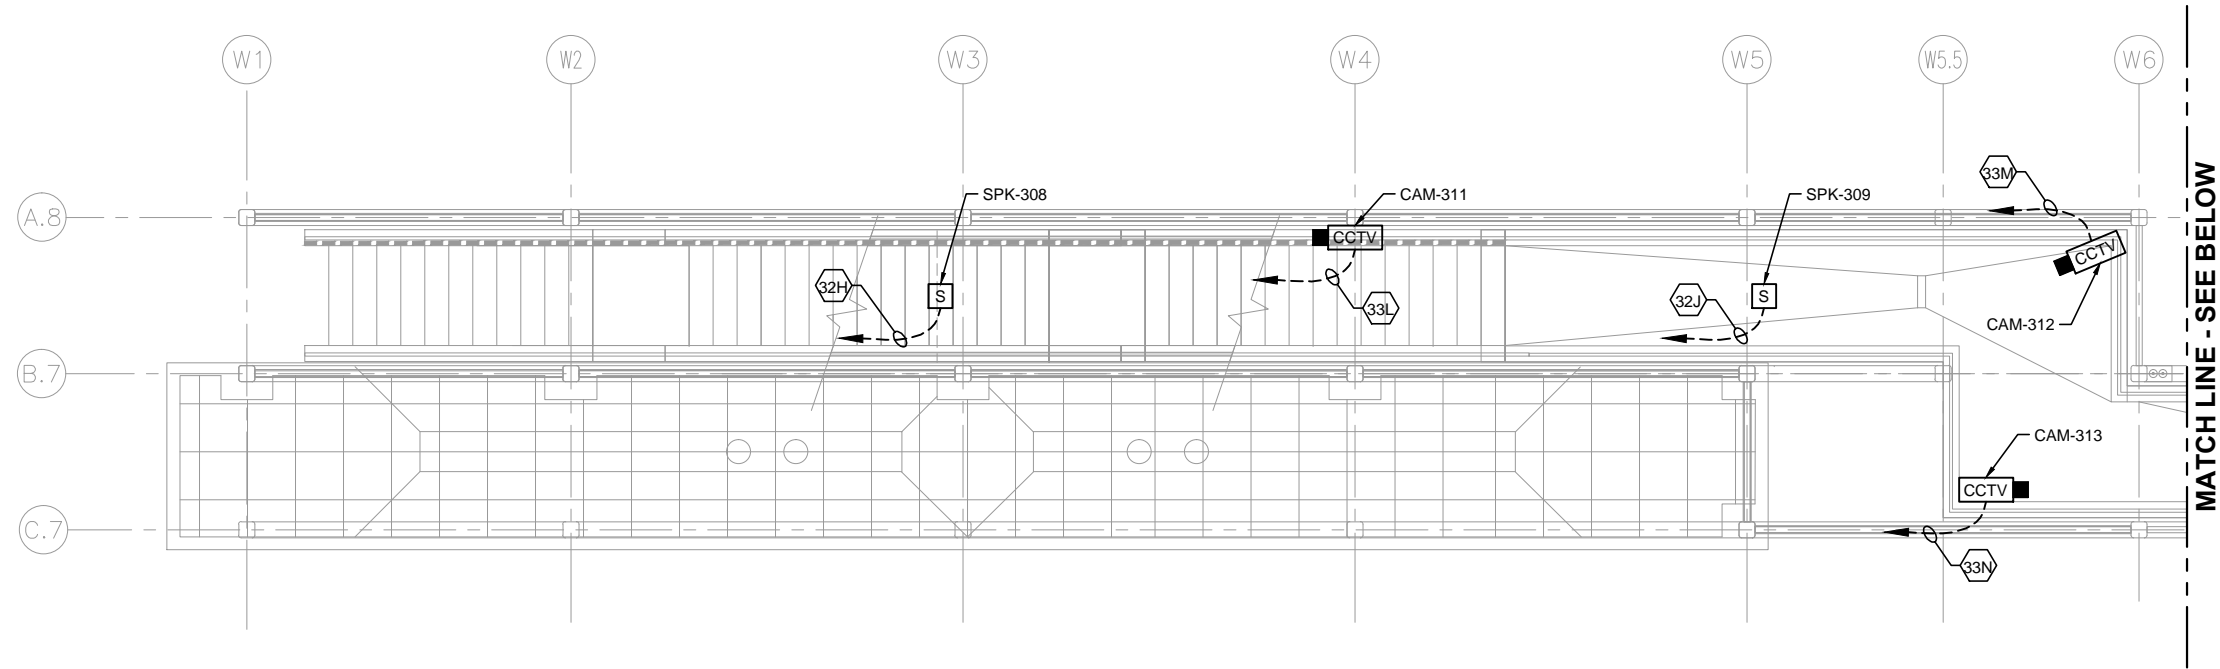 W1
W2
W3
W4
W5
W5.5
W6
33M
A.8
SPK-308
CAM-311
SPK-309
CCTV
CCTV
32H
S
33L
32J
S
CAM-312
B.7
CAM-313
CCTV
C.7
33N
MATCH LINE - SEE BELOW